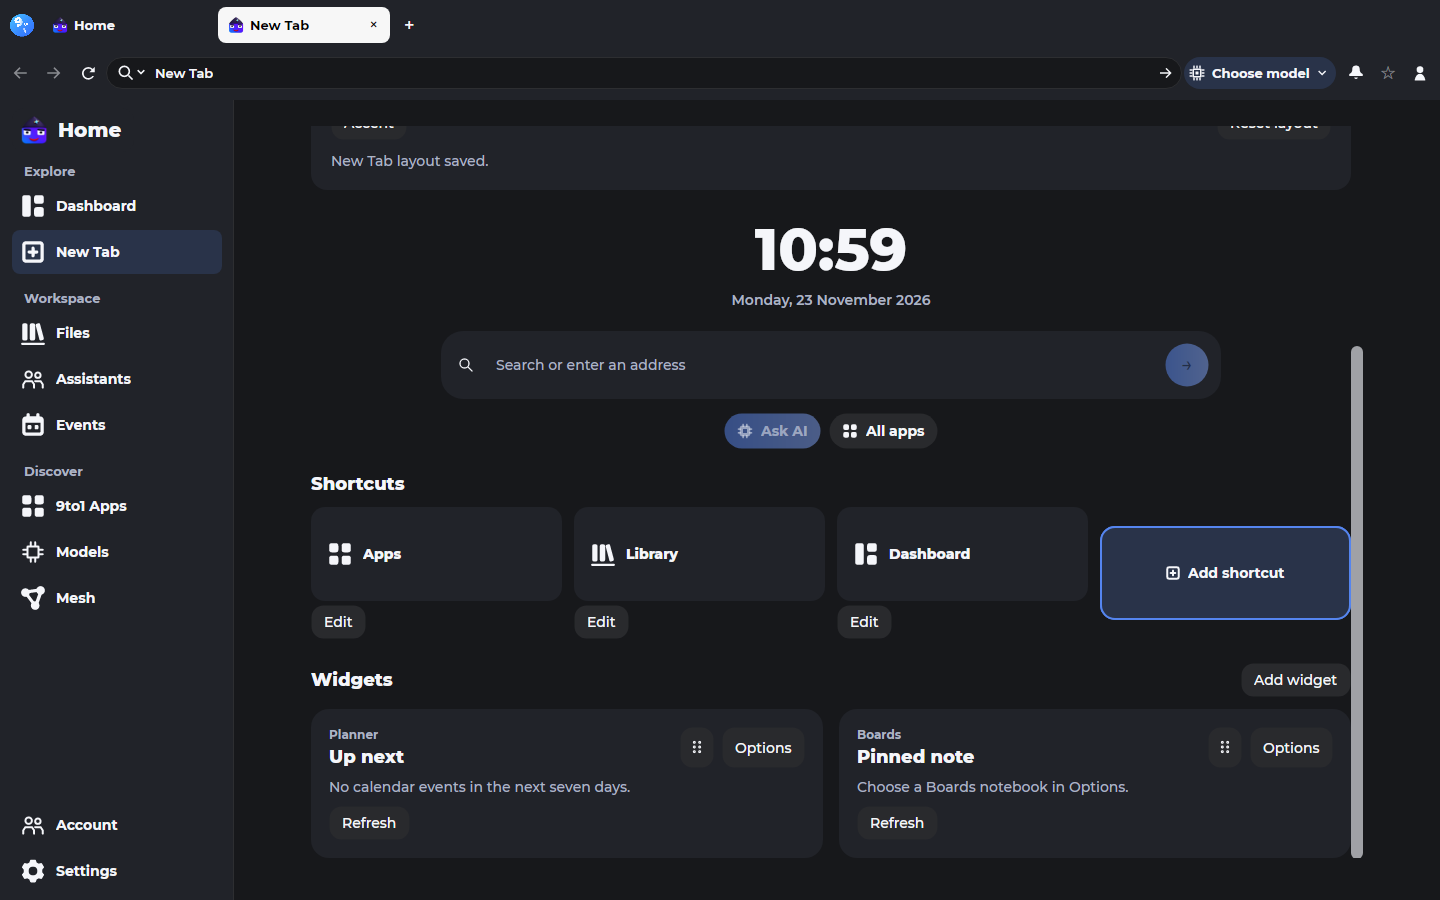 Home
New Tab
New Tab
Choose model
Home
Explore
Dashboard
New Tab
Workspace
Files
Assistants
Events
Discover
9to1 Apps
Models
Mesh
Account
Settings
Accent
Reset layout
New Tab layout saved.
10:59
Monday, 23 November 2026
Search or enter an address
Ask AI
All apps
Shortcuts
Apps
Library
Dashboard
Add shortcut
Edit
Edit
Edit
Widgets
Add widget
Planner
Up next
Options
No calendar events in the next seven days.
Refresh
Boards
Pinned note
Options
Choose a Boards notebook in Options.
Refresh